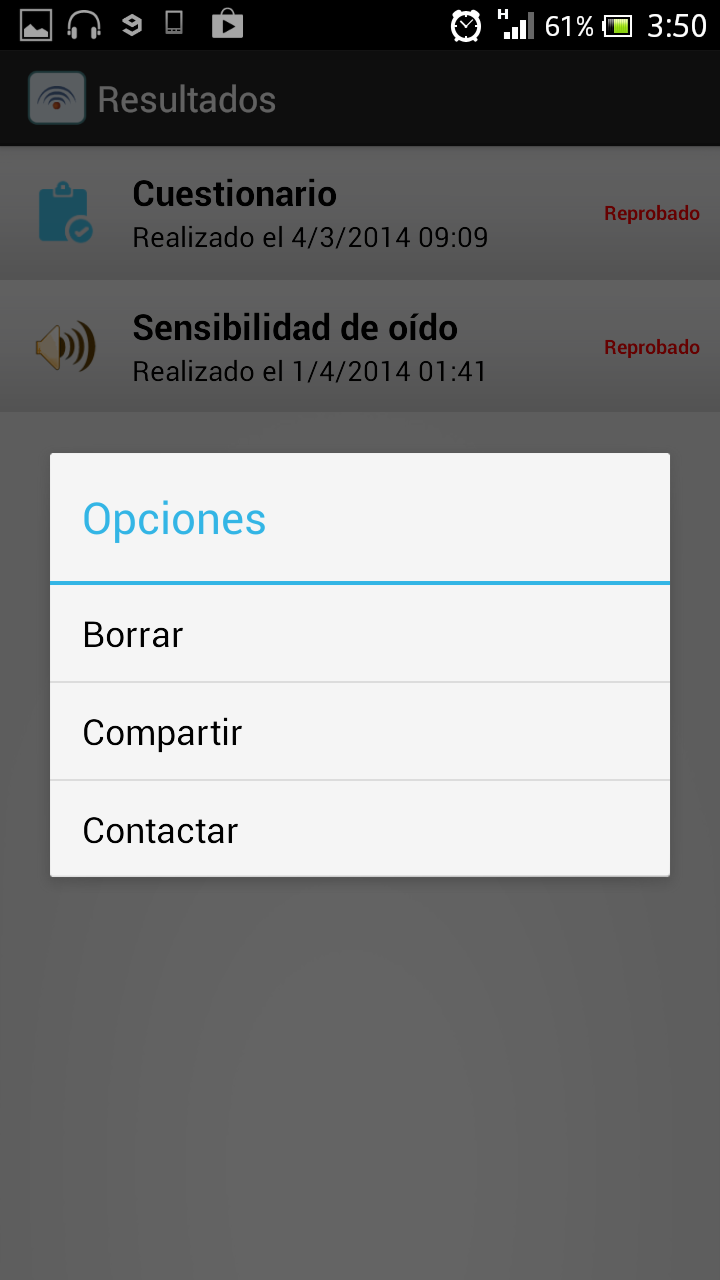 H 61% 3:50
Resultados
Cuestionario
Realizado el 4/3/2014 09:09
Reprobado
Sensibilidad de oído
Realizado el 1/4/2014 01:41
Reprobado
Opciones
Borrar
Compartir
Contactar